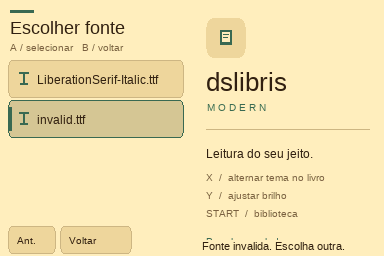 Escolher fonte
A / selecionar B / voltar
LiberationSerif-Italic.ttf
invalid.ttf
Ant.
Voltar
dslibris
MODERN
Leitura do seu jeito.
X / alternar tema no livro
Y / ajustar brilho
START / biblioteca
Fonte invalida. Escolha outra.